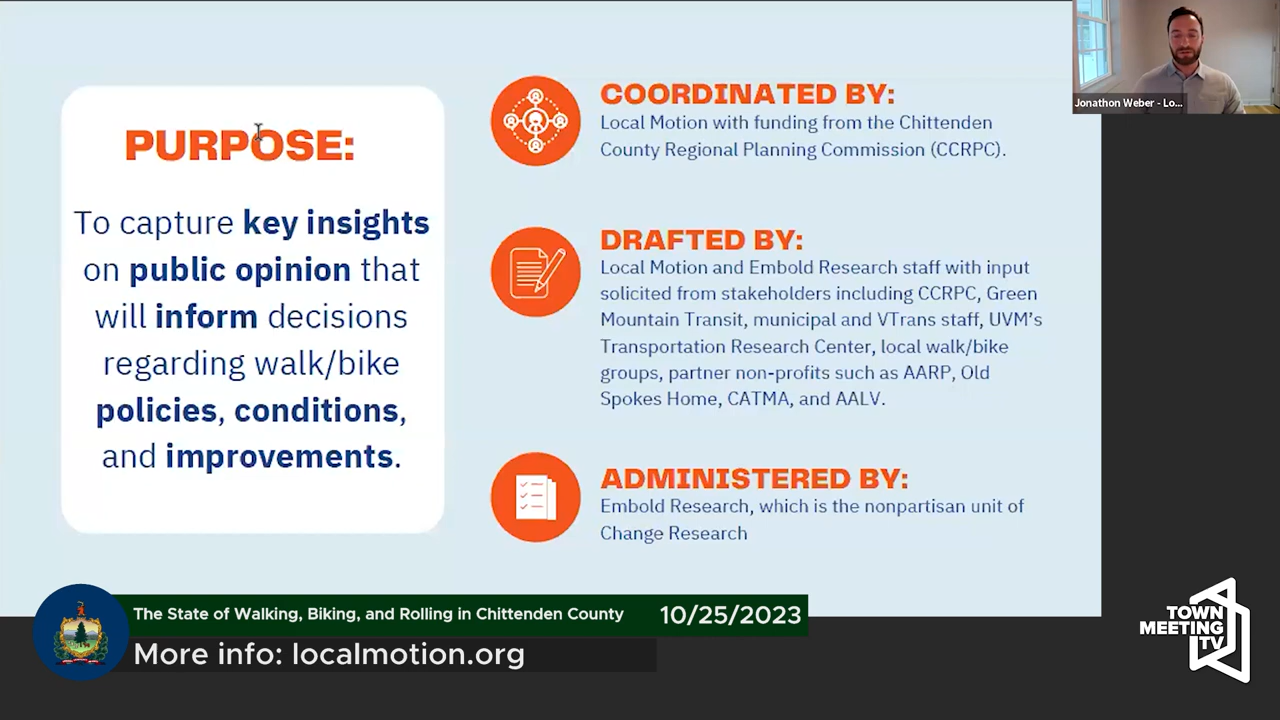 PURPOSE:
To capture key insights
on public opinion that
will inform decisions
regarding walk/bike
policies, conditions,
and improvements.
COORDINATED BY:
Local Motion with funding from the Chittenden
County Regional Planning Commission (CCRPC).
DRAFTED BY:
Local Motion and Embold Research staff with input
solicited from stakeholders including CCRPC, Green
Mountain Transit, municipal and VTrans staff, UVM's
Transportation Research Center, local walk/bike
groups, partner non-profits such as AARP, Old
Spokes Home, CATMA, and AALV.
ADMINISTERED BY:
Embold Research, which is the nonpartisan unit of
Change Research
Jonathon Weber - Lo...
The State of Walking, Biking, and Rolling in Chittenden County
10/25/2023
More info: localmotion.org
TOWN
MEETING
TV